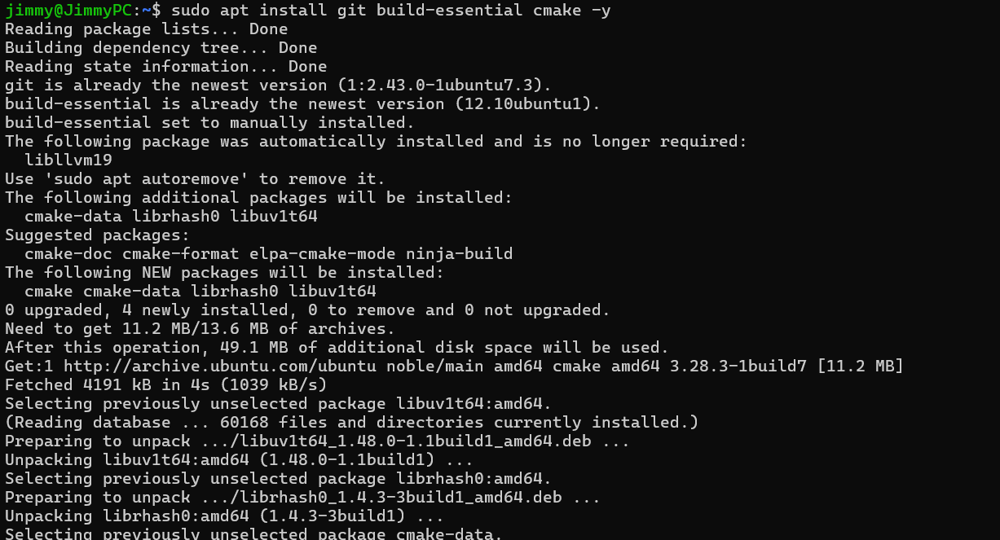 jimmy@JimmyPC:~$ sudo apt install git build-essential cmake -y
Reading package lists... Done
Building dependency tree... Done
Reading state information... Done
git is already the newest version (1:2.43.0-1ubuntu7.3).
build-essential is already the newest version (12.10ubuntu1).
build-essential set to manually installed.
The following package was automatically installed and is no longer required:
  libllvm19
Use 'sudo apt autoremove' to remove it.
The following additional packages will be installed:
  cmake-data librhash0 libuv1t64
Suggested packages:
  cmake-doc cmake-format elpa-cmake-mode ninja-build
The following NEW packages will be installed:
  cmake cmake-data librhash0 libuv1t64
0 upgraded, 4 newly installed, 0 to remove and 0 not upgraded.
Need to get 11.2 MB/13.6 MB of archives.
After this operation, 49.1 MB of additional disk space will be used.
Get:1 http://archive.ubuntu.com/ubuntu noble/main amd64 cmake amd64 3.28.3-1build7 [11.2 MB]
Fetched 4191 kB in 4s (1039 kB/s)
Selecting previously unselected package libuv1t64:amd64.
(Reading database ... 60168 files and directories currently installed.)
Preparing to unpack .../libuv1t64_1.48.0-1.1build1_amd64.deb ...
Unpacking libuv1t64:amd64 (1.48.0-1.1build1) ...
Selecting previously unselected package librhash0:amd64.
Preparing to unpack .../librhash0_1.4.3-3build1_amd64.deb ...
Unpacking librhash0:amd64 (1.4.3-3build1) ...
Selecting previously unselected package cmake-data.